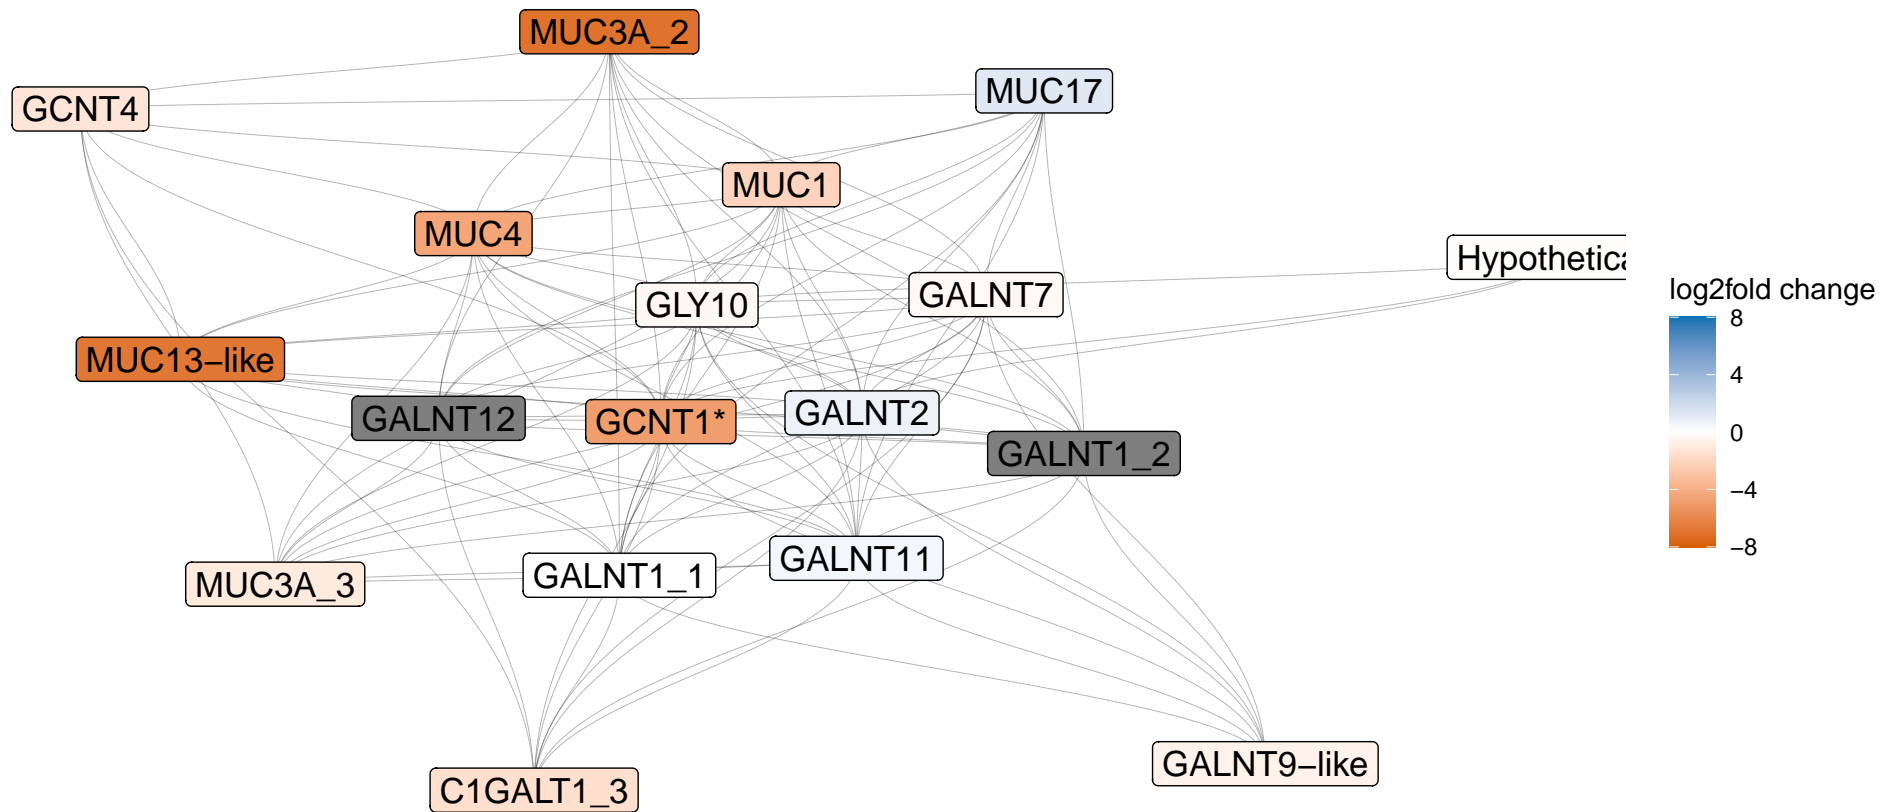 MUC3A_2
MUC17
GCNT4
MUC1
MUC4
Hypothetica
GALNT7
GLY10
log2fold change
8
4
0
−4
−8
MUC13−like
GALNT12
GCNT1*
GALNT2
GALNT1_2
GALNT11
GALNT1_1
MUC3A_3
GALNT9−like
C1GALT1_3